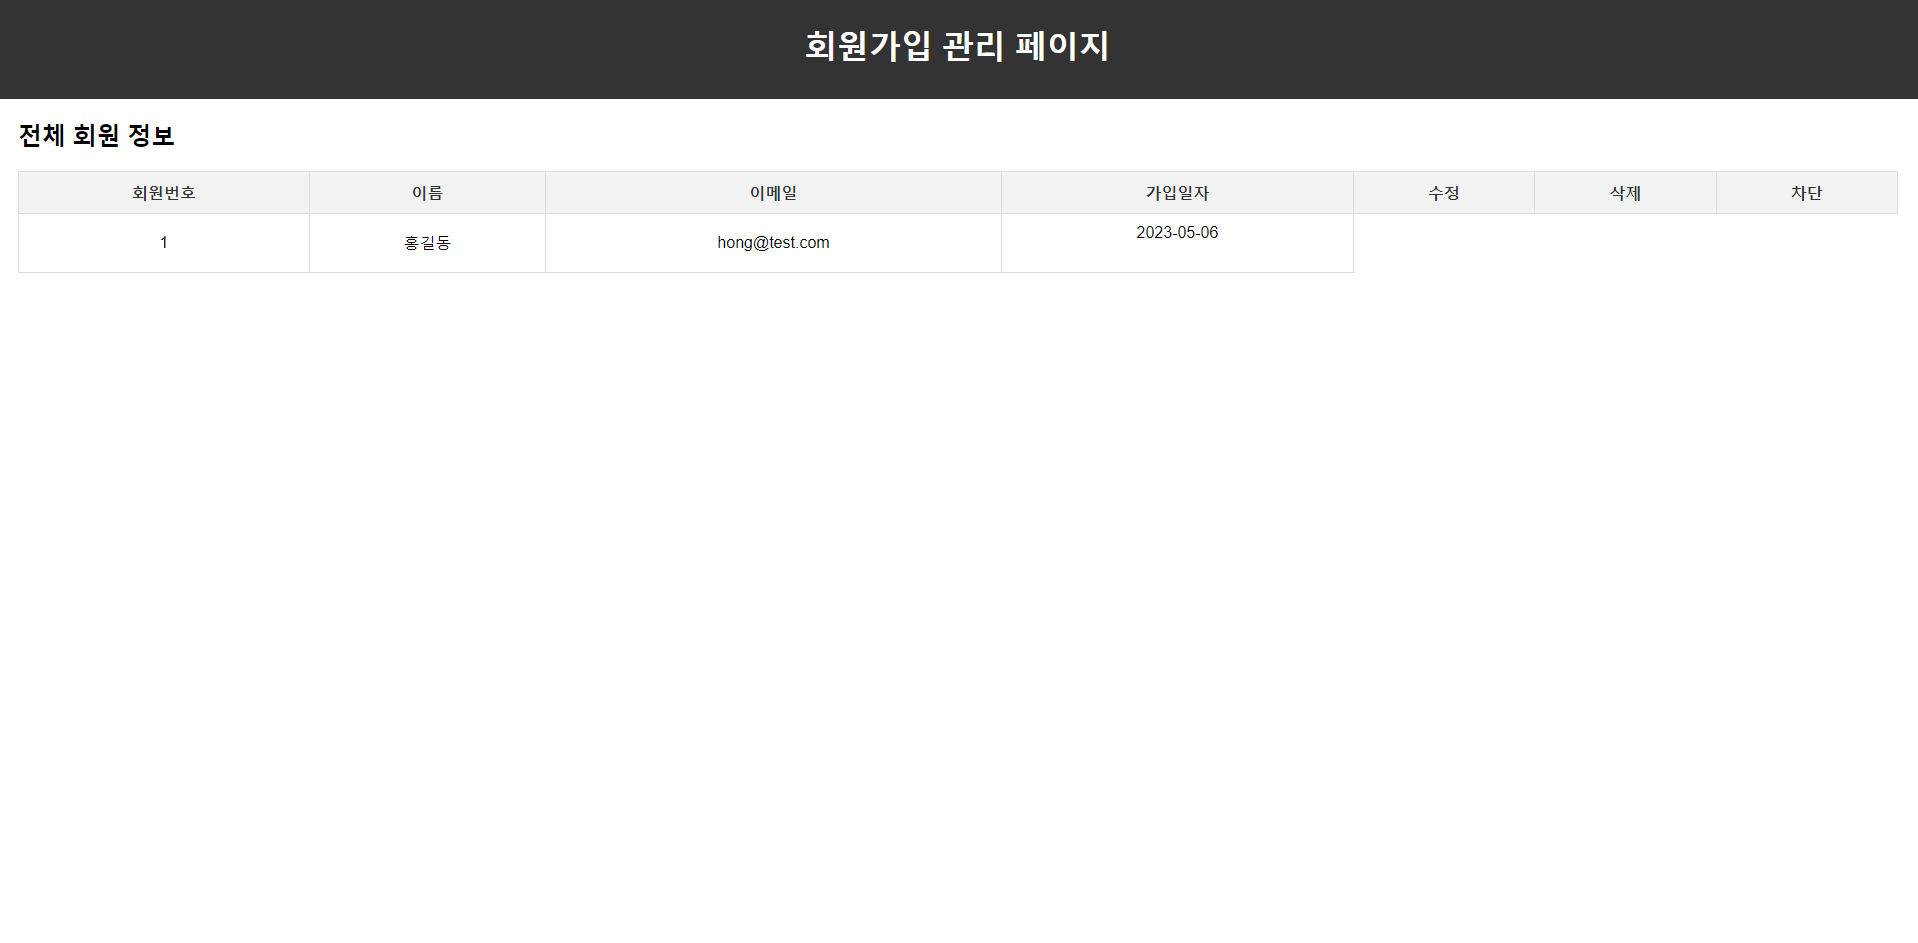 회원가입 관리 페이지
전체 회원 정보
회원번호 이름 이메일 가입일자 수정 삭제 차단
1 홍길동 hong@test.com 2023-05-06